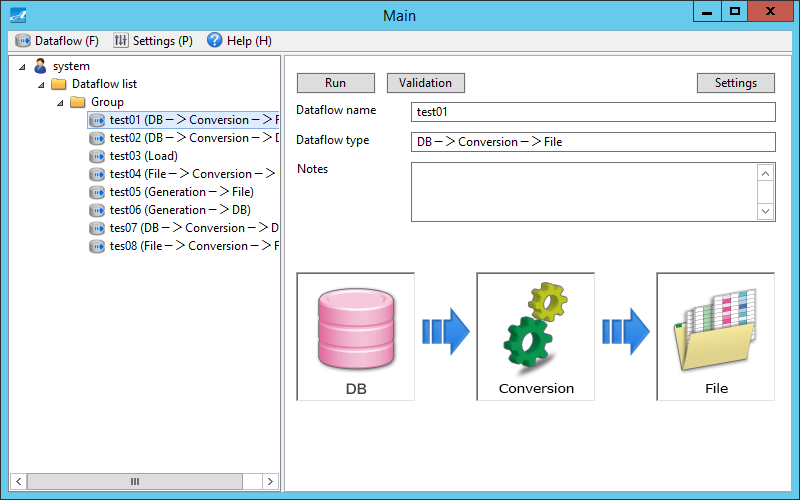 Main
Dataflow (F) Settings (P) Help (H)
system
Dataflow list
Group
test01 (DB－＞Conversion－＞F
test02 (DB－＞Conversion－＞D
test03 (Load)
test04 (File－＞Conversion－＞
test05 (Generation－＞File)
test06 (Generation－＞DB)
tes07 (DB－＞Conversion－＞D
tes08 (File－＞Conversion－＞F
Run Validation Settings
Dataflow name test01
Dataflow type DB－＞Conversion－＞File
Notes
DB Conversion File